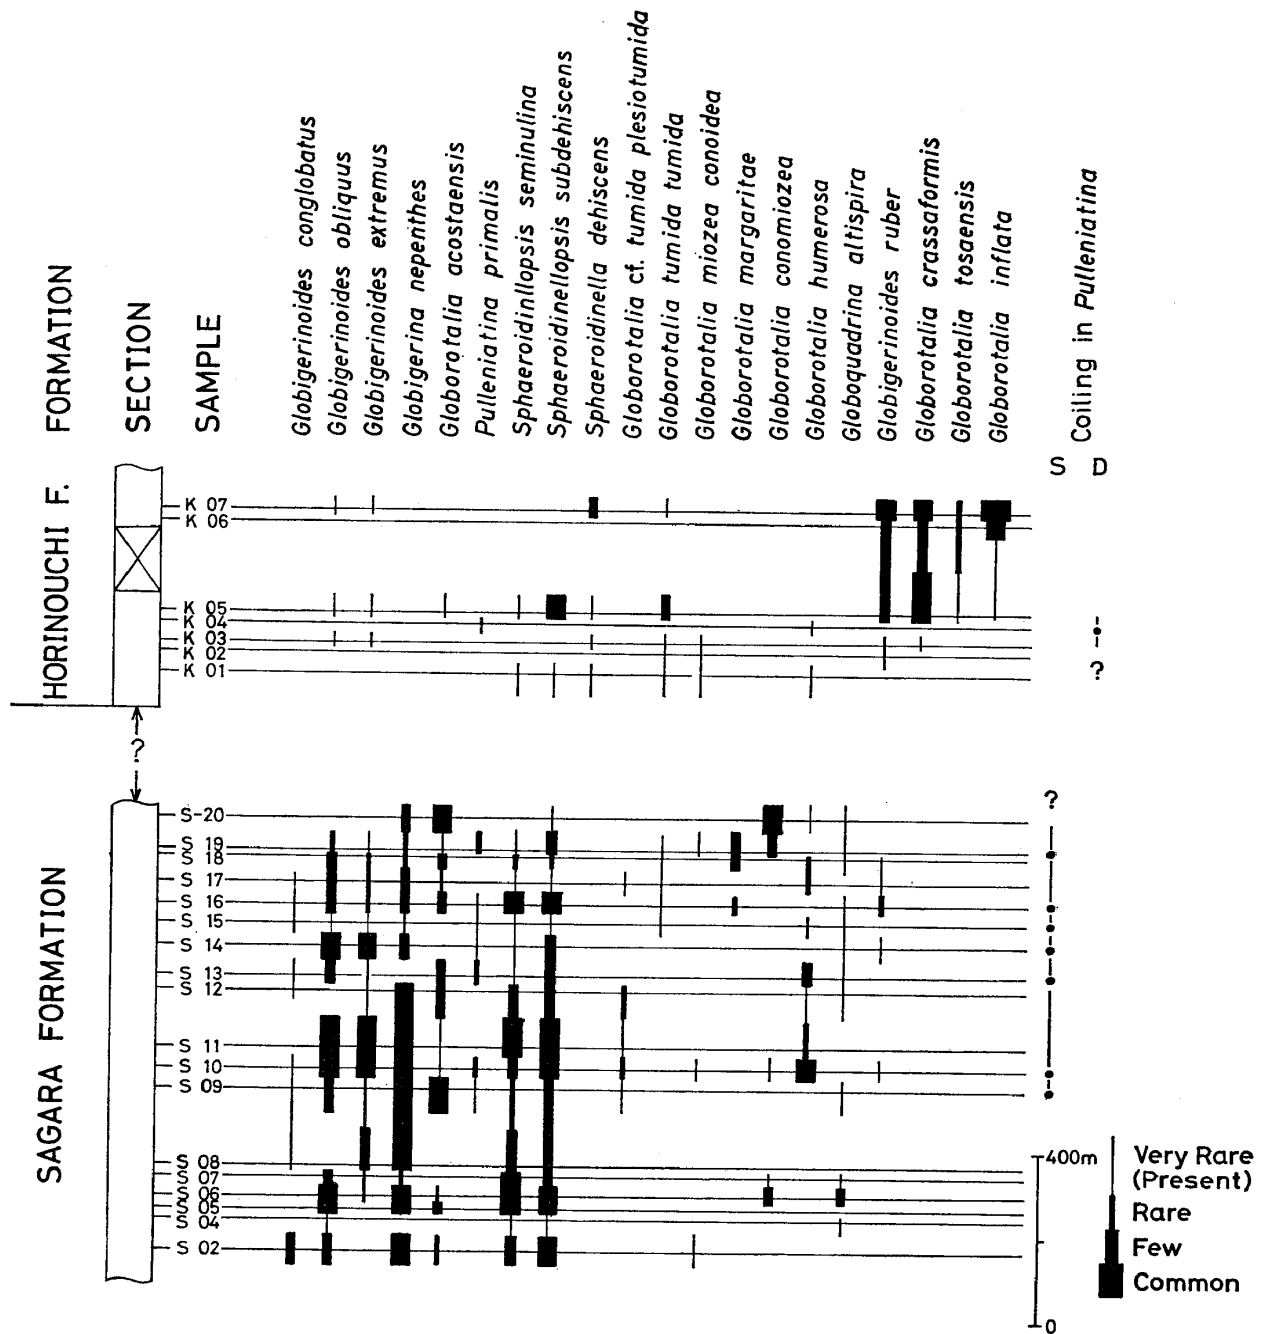 FORMATION
SECTION
SAMPLE
Globigerinoides conglobatus
Globigerinoides obliquus
Globigerinoides extremus
Globigerina nepenthes
Globorotalia acostaensis
Pulleniatina primalis
Sphaeroidinllopsis seminulina
Sphaeroidinellopsis subdehiscens
Sphaeroidinella dehiscens
Globorotalia cf. tumida plesiotumida
Globorotalia tumida tumida
Globorotalia miozea conoidea
Globorotalia margaritae
Globorotalia conomiozea
Globorotalia humerosa
Globoquadrina altispira
Globigerinoides ruber
Globorotalia crassaformis
Globorotalia tosaensis
Globorotalia inflata
Coiling in Pulleniatina
S D
HORINOUCHI F.
K 07
K 06
K 05
K 04
K 03
K 02
K 01
?
?
SAGARA FORMATION
?
S-20
S 19
S 18
S 17
S 16
S 15
S 14
S 13
S 12
S 11
S 10
S 09
S 08
S 07
S 06
S 05
S 04
S 02
400m
0
Very Rare
(Present)
Rare
Few
Common